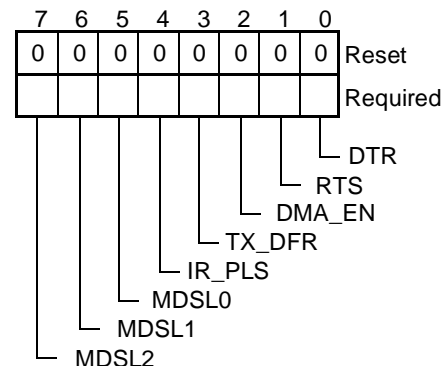 7 6 5 4 3 2 1 0
0 0 0 0 0 0 0 0 Reset
Required
DTR
RTS
DMA_EN
TX_DFR
IR_PLS
MDSL0
MDSL1
MDSL2